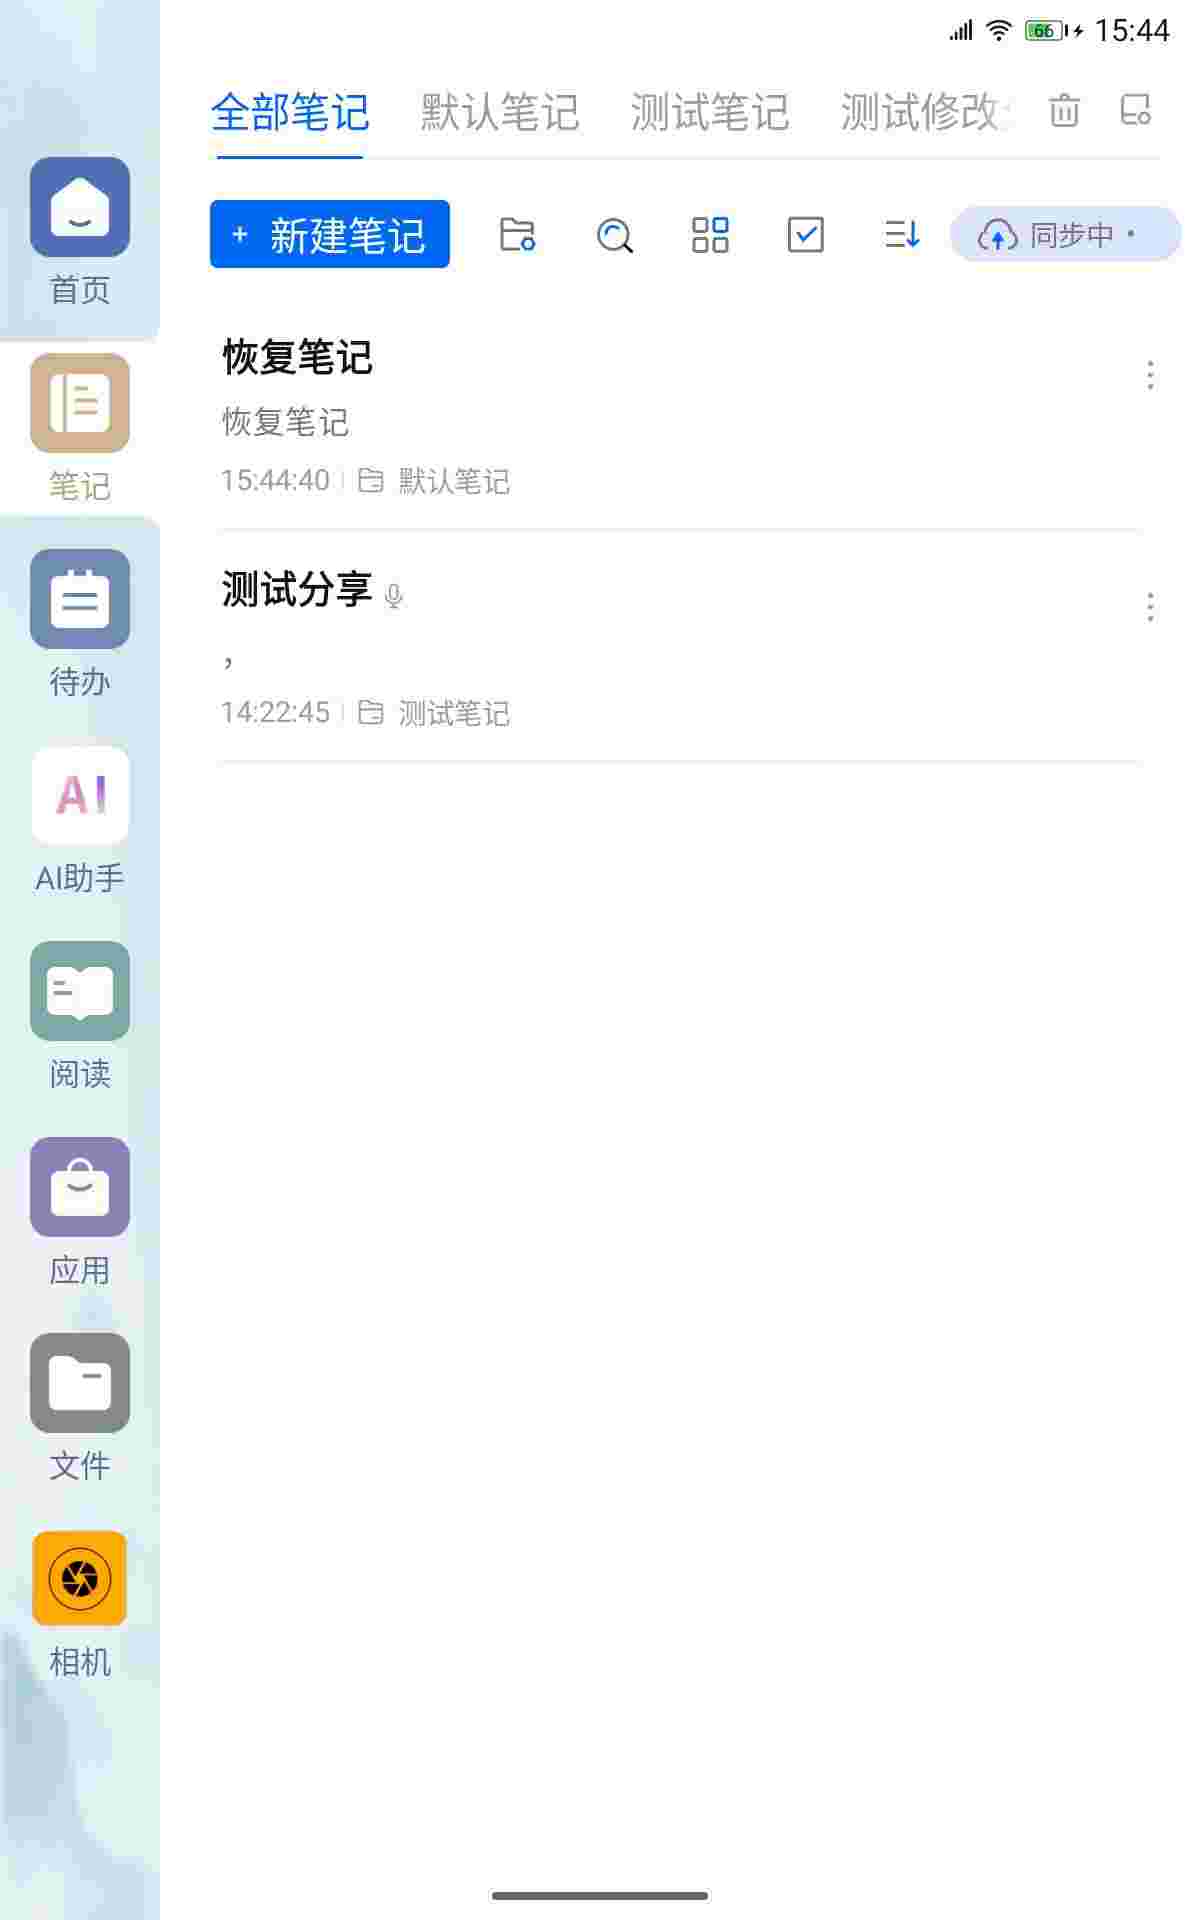 66 15:44
全部笔记 默认笔记 测试笔记 测试修改
+ 新建笔记 同步中 ·
首页
恢复笔记
恢复笔记
15:44:40 默认笔记
笔记
测试分享
，
14:22:45 测试笔记
待办
AI
AI助手
阅读
应用
文件
相机